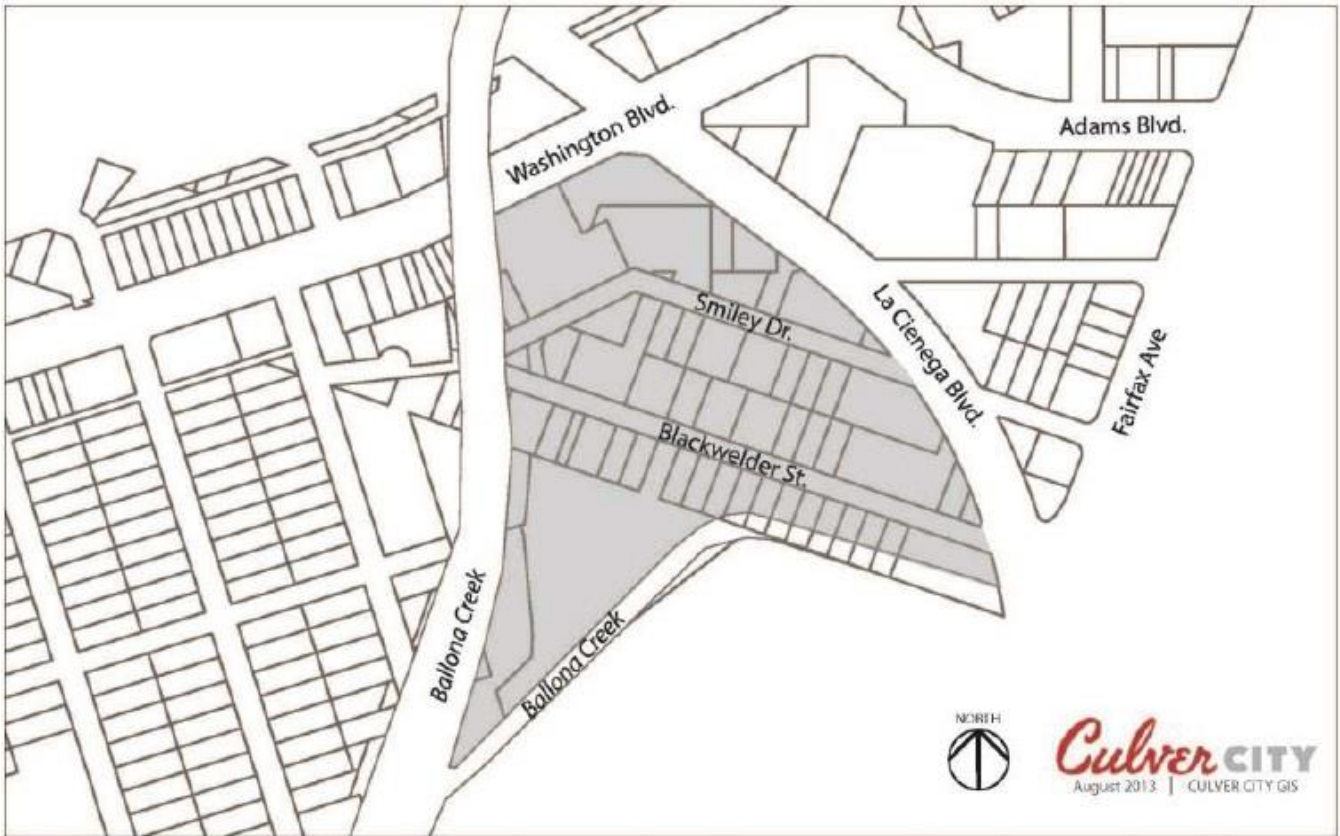 Washington Blvd.
Adams Blvd.
Smiley Dr.
La Cienega Blvd.
Fairfax Ave
Blackwelder St.
Ballona Creek
Ballona Creek
NORTH
Culver CITY
August 2013 | CULVER CITY GIS